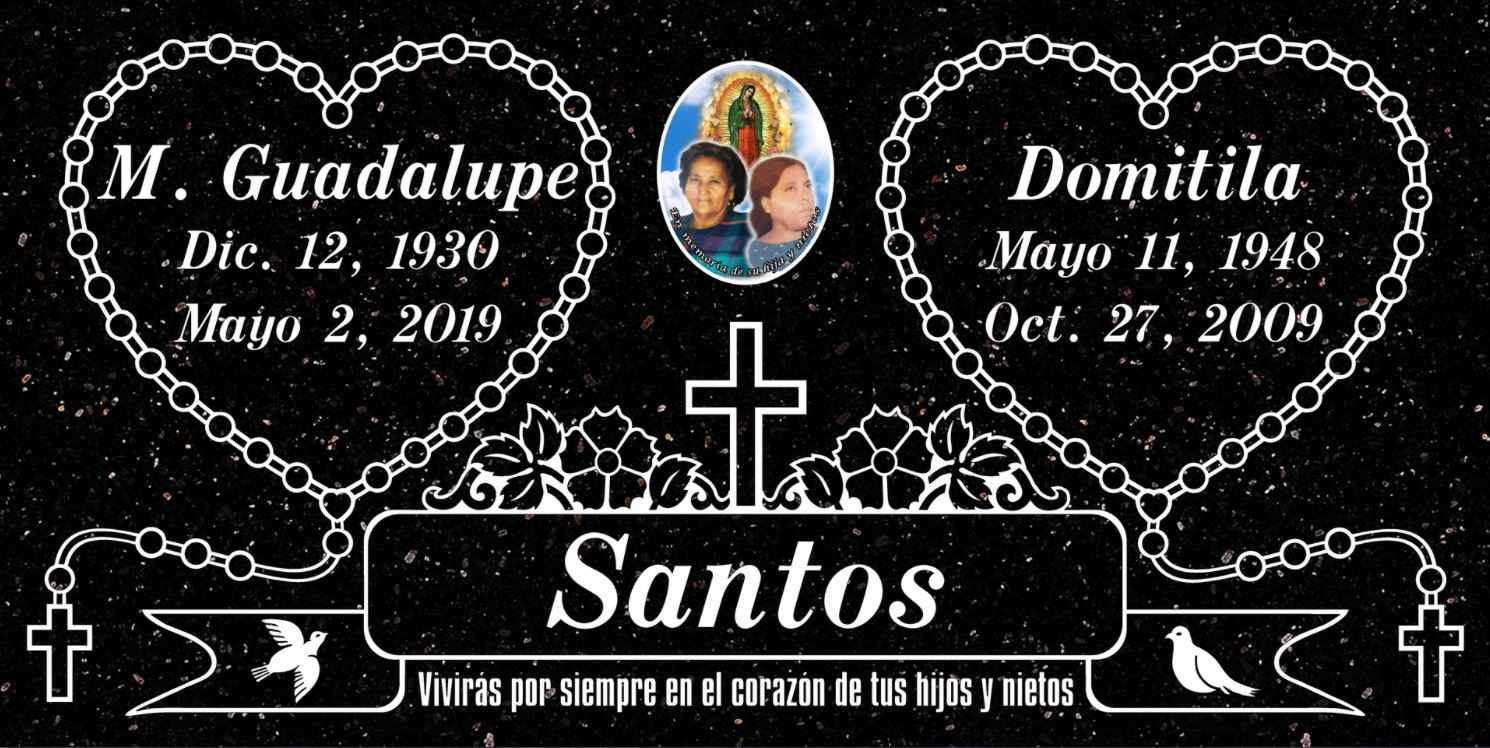 M. Guadalupe
Dic. 12, 1930
Mayo 2, 2019
En memoria de su hija y nietos
Domitila
Mayo 11, 1948
Oct. 27, 2009
Santos
Vivirás por siempre en el corazón de tus hijos y nietos